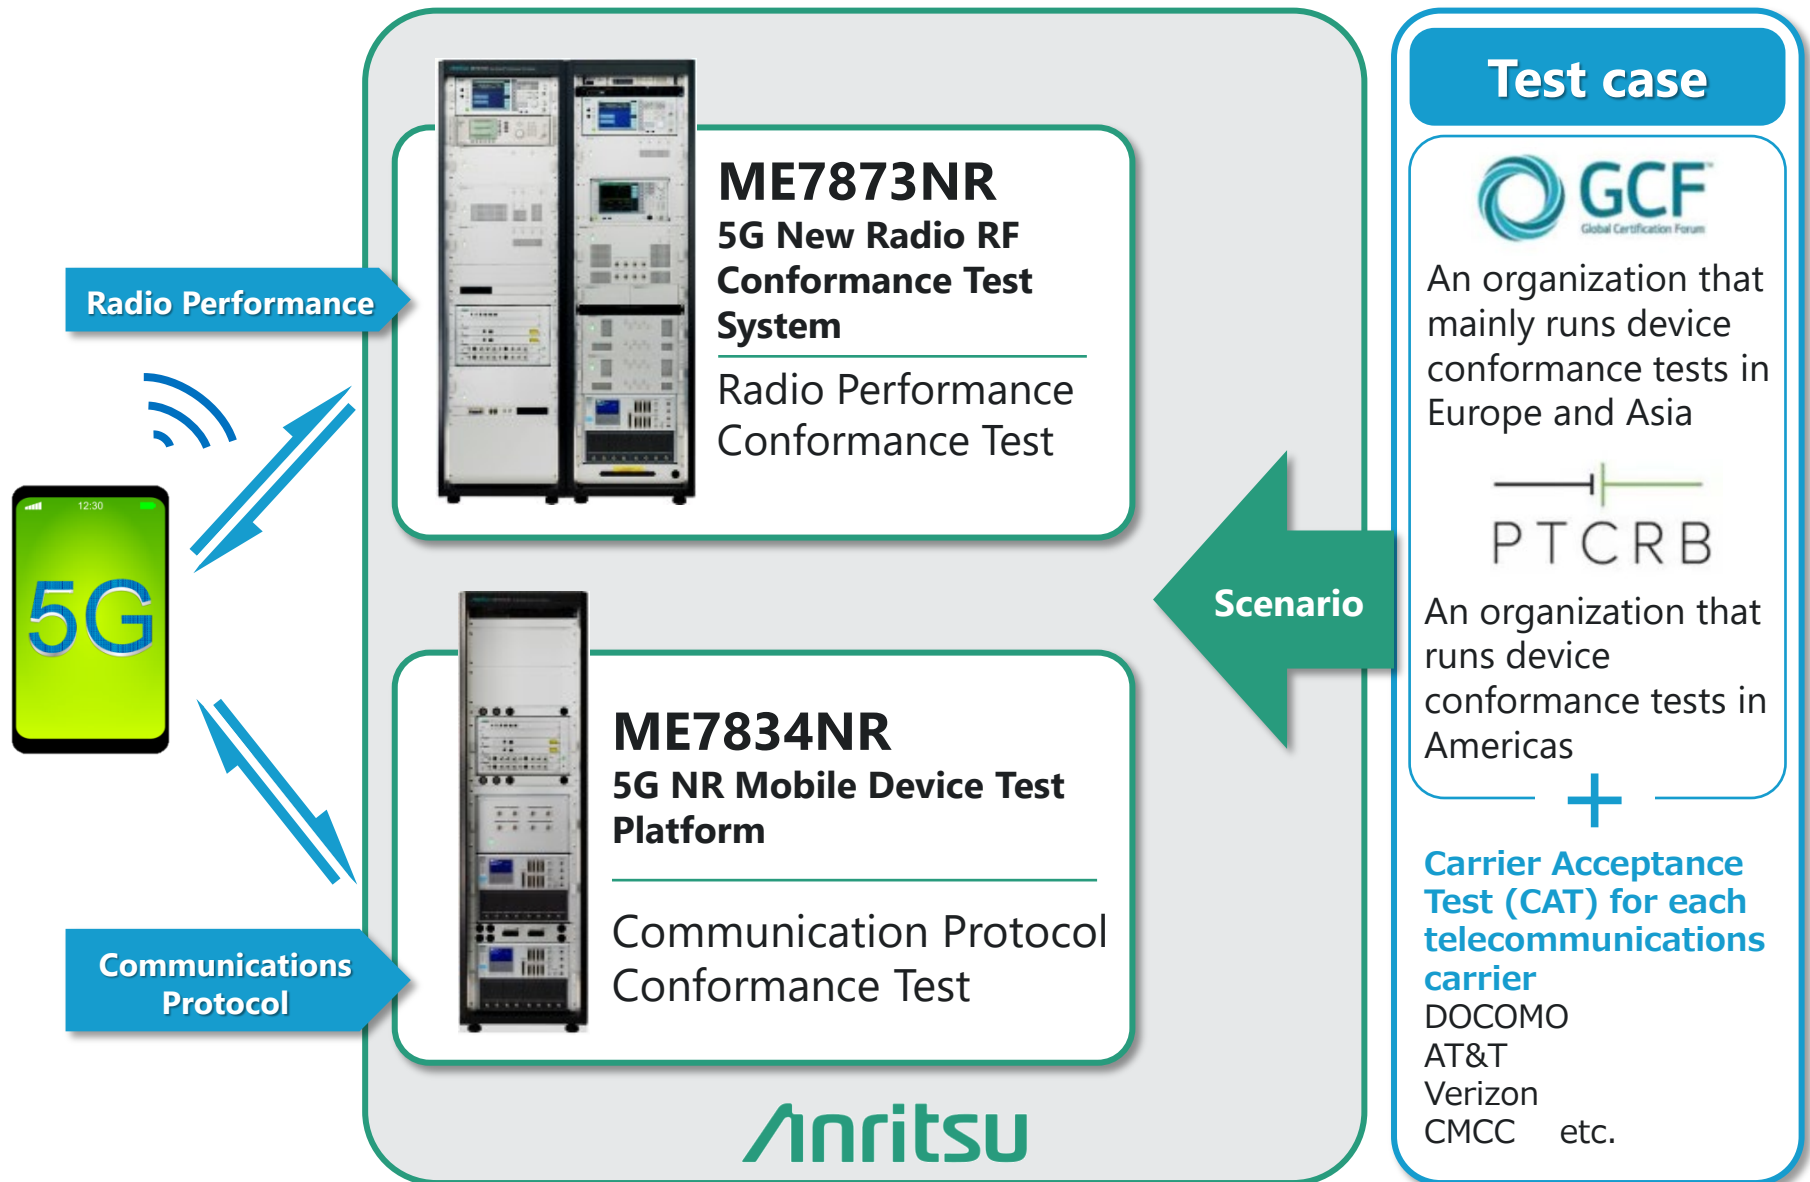 Test case
GCF
Global Certification Forum
An organization that
mainly runs device
conformance tests in
Europe and Asia
PTCRB
An organization that
runs device
conformance tests in
Americas
+
Carrier Acceptance
Test (CAT) for each
telecommunications
carrier
DOCOMO
AT&T
Verizon
CMCC etc.
Scenario
ME7873NR
5G New Radio RF
Conformance Test
System
Radio Performance
Conformance Test
ME7834NR
5G NR Mobile Device Test
Platform
Communication Protocol
Conformance Test
Anritsu
Radio Performance
12:30
5G
Communications
Protocol